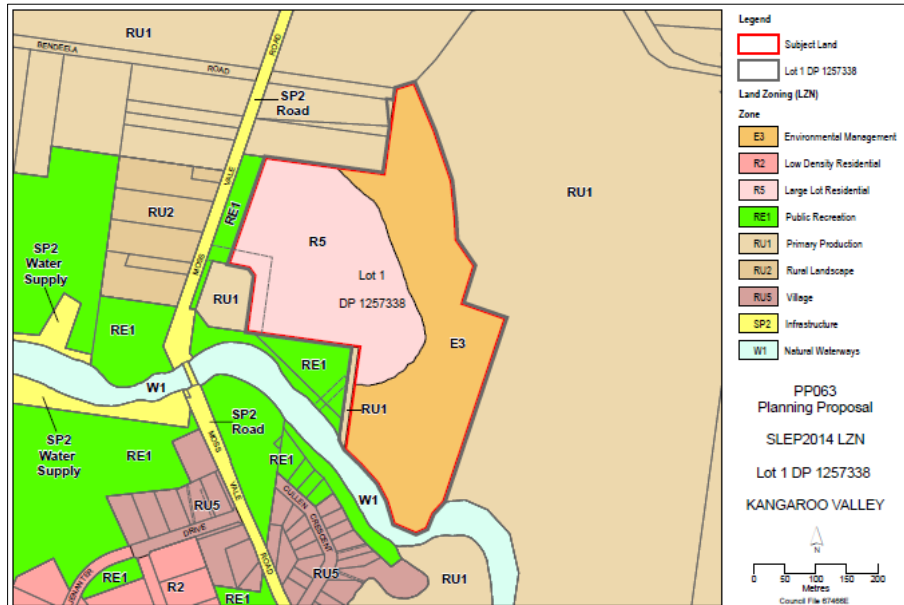 RU1
BENDEELA
ROAD
ROAD
SP2
Road
RU1
VALE
RE1
RU2
R5
SP2
Water
Supply
MOSS
Lot 1
DP 1257338
RU1
RE1
RE1
E3
W1
RU1
SP2
Water
Supply
SP2
Road
RE1
MOSS
RE1
VALE
W1
RU5
CULLEN
CRESCENT
DRIVE
ROAD
R2
RE1
RU5
RE1
RU1
Legend
Subject Land
Lot 1 DP 1257338
Land Zoning (LZN)
Zone
E3 Environmental Management
R2 Low Density Residential
R5 Large Lot Residential
RE1 Public Recreation
RU1 Primary Production
RU2 Rural Landscape
RU5 Village
SP2 Infrastructure
W1 Natural Waterways
PP063
Planning Proposal
SLEP2014 LZN
Lot 1 DP 1257338
KANGAROO VALLEY
N
0 50 100 150 200
Metres
Council File 67466E